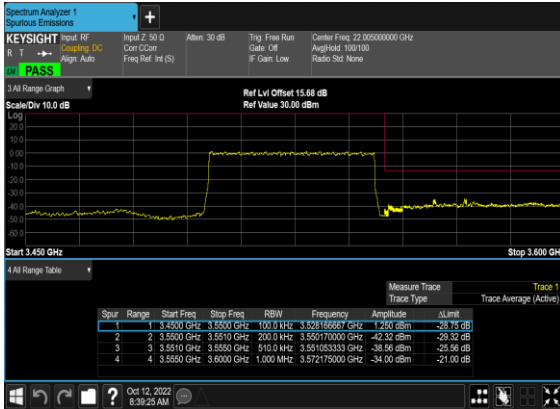 Spectrum Analyzer 1
Spurious Emissions
+
KEYSIGHT Input: RF Input Z: 50 Ω Atten: 30 dB Trig: Free Run Center Freq: 22.005000000 GHz
R T Coupling: DC Corr CCorr Gate: Off Avg|Hold: 100/100
Align: Auto Freq Ref: Int (S) IF Gain: Low Radio Std: None
PASS
3 All Range Graph
Ref Lvl Offset 15.68 dB
Scale/Div 10.0 dB Ref Value 30.00 dBm
Log
20.0
10.0
0.00
-10.0
-20.0
-30.0
-40.0
-50.0
-60.0
Start 3.450 GHz Stop 3.600 GH
4 All Range Table
Measure Trace Trace 1
Trace Type Trace Average (Active)
Spur Range Start Freq Stop Freq RBW Frequency Amplitude ΔLimit
1 1 3.4500 GHz 3.5500 GHz 100.0 kHz 3.528166667 GHz 1.250 dBm -28.75 dB
2 2 3.5500 GHz 3.5510 GHz 200.0 kHz 3.550170000 GHz -42.32 dBm -29.32 dB
3 3 3.5510 GHz 3.5550 GHz 510.0 kHz 3.551053333 GHz -38.56 dBm -25.56 dB
4 4 3.5550 GHz 3.6000 GHz 1.000 MHz 3.572175000 GHz -34.00 dBm -21.00 dB
? Oct 12, 2022
8:39:25 AM